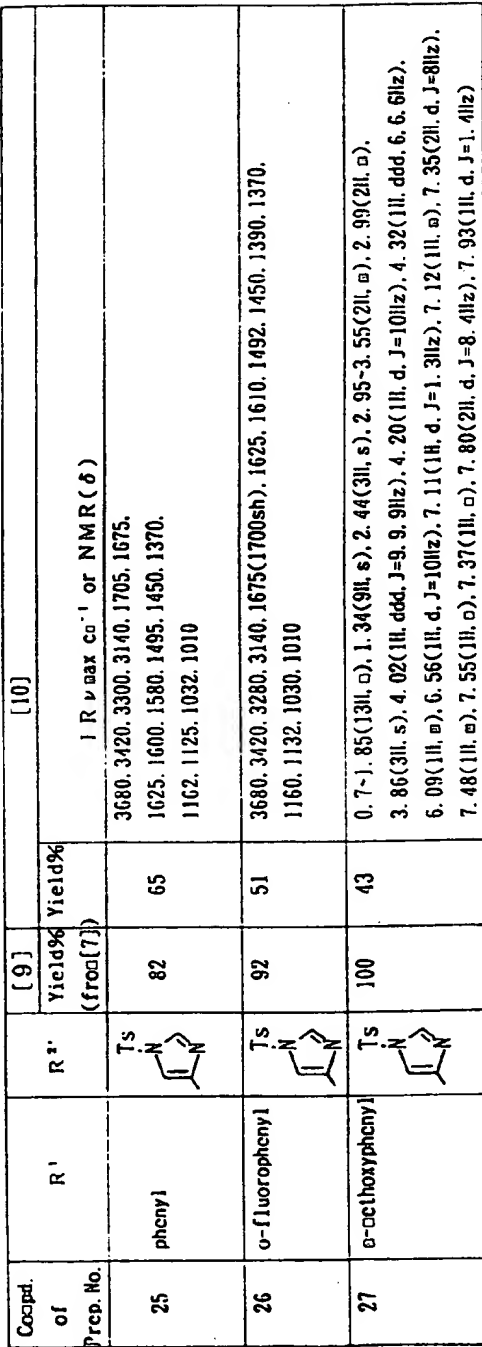 Compd. of Prep. No.
R¹
R²'
[9]
Yield% (from[7])
[10]
Yield%
IR ν max cm⁻¹ or NMR(δ)
25
phenyl
Ts
N
N
82
65
3680. 3420. 3300. 3140. 1705. 1675.
1625. 1600. 1580. 1495. 1450. 1370.
1162. 1125. 1032. 1010
26
o-fluorophenyl
Ts
N
N
92
51
3680. 3420. 3280. 3140. 1675(1700sh). 1625. 1610. 1492. 1450. 1390. 1370.
1160. 1132. 1030. 1010
27
m-methoxyphenyl
Ts
N
N
100
43
0. 7~1. 85(13H, m), 1. 34(9H, s), 2. 44(3H, s), 2. 95~3. 55(2H, m), 2. 99(2H, m),
3. 86(3H, s), 4. 02(1H, ddd, J=9. 9. 9Hz), 4. 20(1H, d, J=10Hz), 4. 32(1H, ddd, 6. 6. 6Hz),
6. 09(1H, m), 6. 56(1H, d, J=10Hz), 7. 11(1H, d, J=1. 3Hz), 7. 12(1H, m), 7. 35(2H, d, J=8Hz),
7. 48(1H, m), 7. 55(1H, m), 7. 37(1H, m), 7. 80(2H, d, J=8. 4Hz), 7. 93(1H, d, J=1. 4Hz)